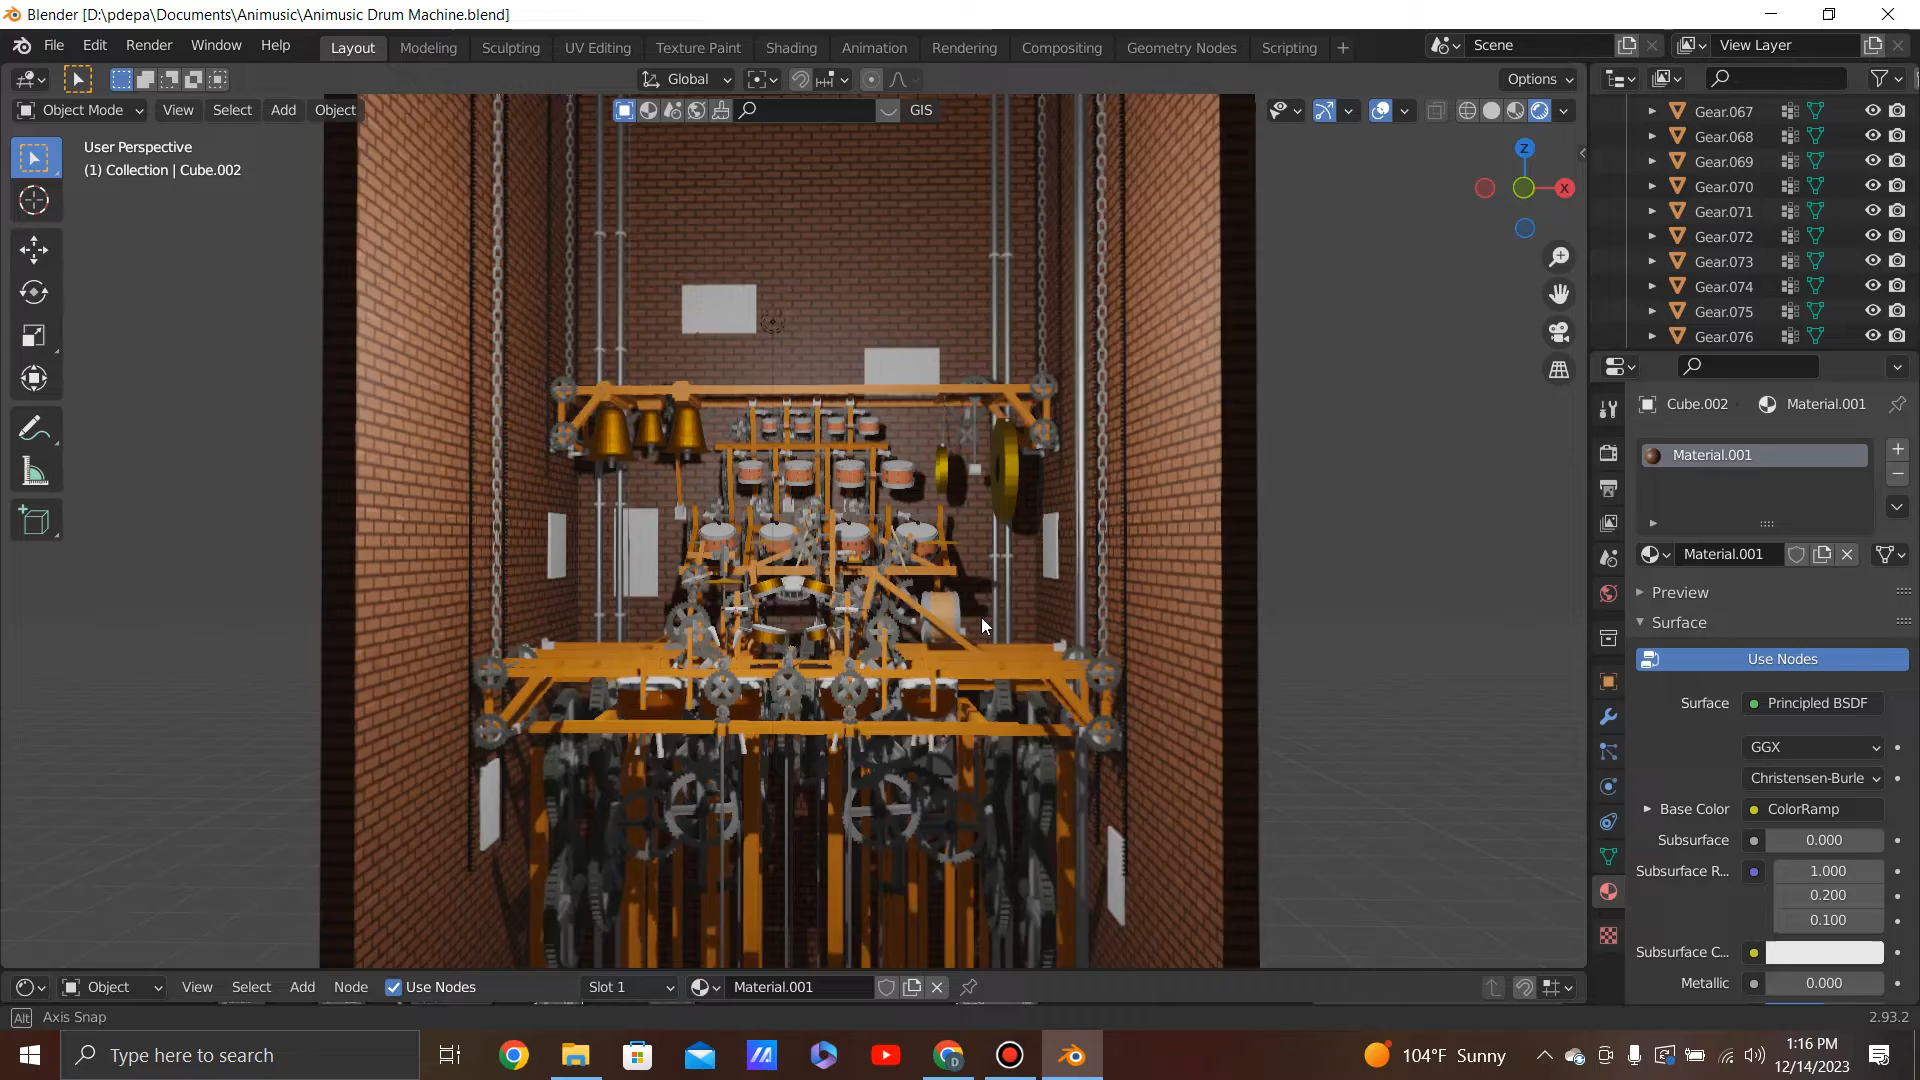 Blender [D:\pdepa\Documents\Animusic\Animusic Drum Machine.blend]
File Edit Render Window Help Layout Modeling Sculpting UV Editing Texture Paint Shading Animation Rendering Compositing Geometry Nodes Scripting + Scene View Layer
Global Options
Object Mode View Select Add Object GIS
User Perspective
(1) Collection | Cube.002
Z
X
Gear.067
Gear.068
Gear.069
Gear.070
Gear.071
Gear.072
Gear.073
Gear.074
Gear.075
Gear.076
Cube.002 Material.001
Material.001
Material.001
Preview
Surface
Use Nodes
Surface Principled BSDF
GGX
Christensen-Burle
Base Color ColorRamp
Subsurface 0.000
Subsurface R... 1.000
0.200
0.100
Subsurface C...
Metallic 0.000
Object View Select Add Node Use Nodes Slot 1 Material.001
Alt Axis Snap 2.93.2
Type here to search 104°F Sunny 1:16 PM
12/14/2023